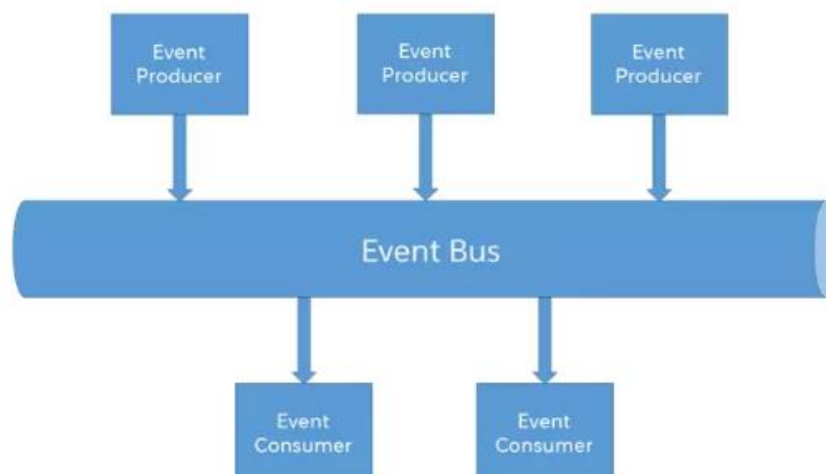 Event
Producer
Event
Producer
Event
Producer
Event Bus
Event
Consumer
Event
Consumer